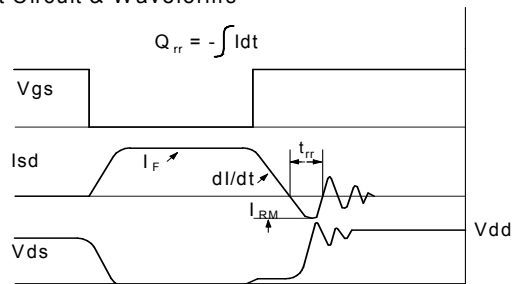 t Circuit & Waveforms
Q rr = - ∫ Idt
Vgs
Isd
I F
dI/dt
t rr
I RM
Vdd
Vds